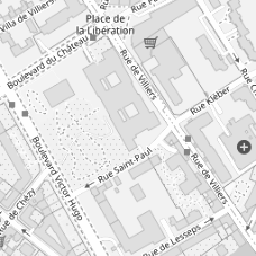 Villa de Villiers
Place de
la Libération
Boulevard du Château
Rue de Villiers
Rue Kléber
Boulevard Victor Hugo
Rue Saint-Paul
Rue de Villiers
Rue de Chézy
Rue de Lesseps